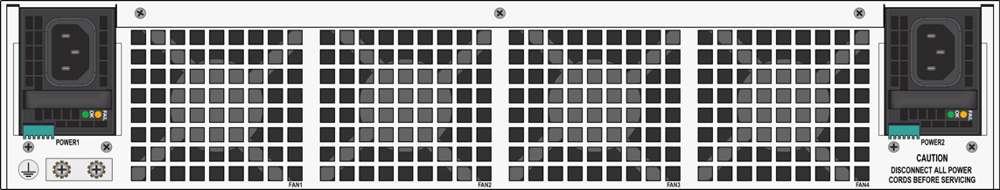 OK
FAIL
POWER1
FAN1
FAN2
FAN3
FAN4
OK
FAIL
POWER2
CAUTION
DISCONNECT ALL POWER
CORDS BEFORE SERVICING